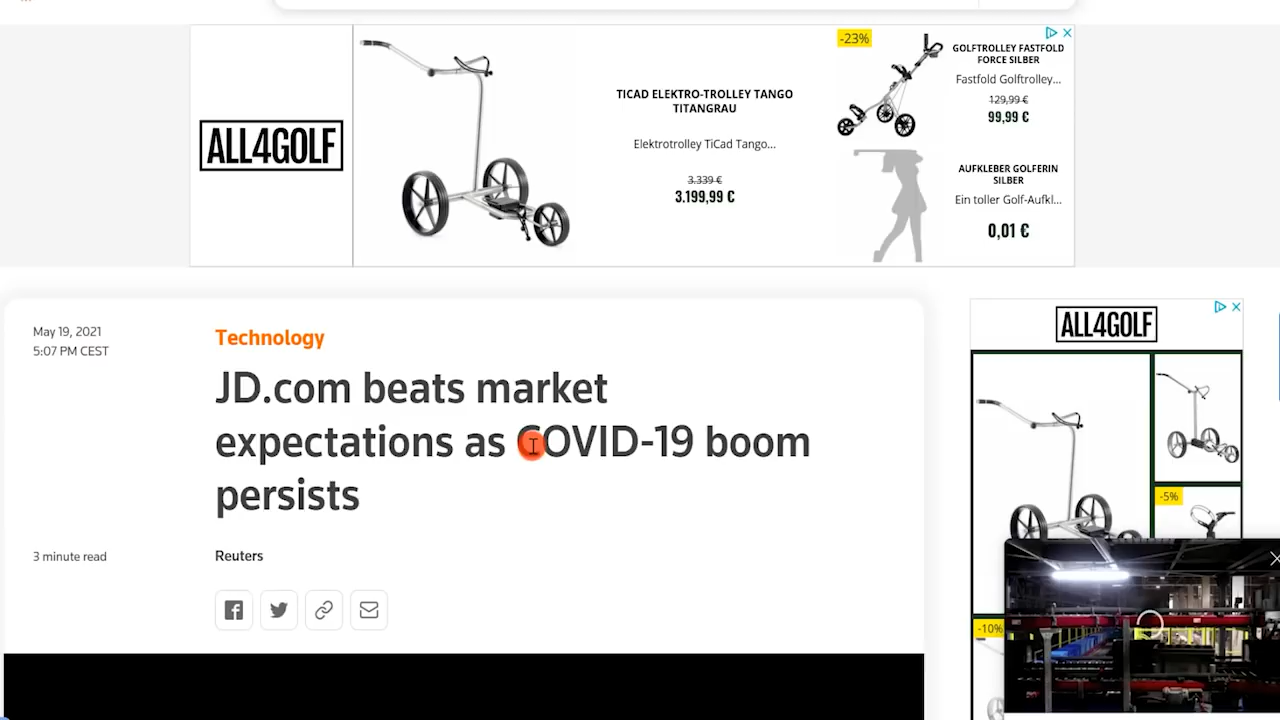 ALL4GOLF
TICAD ELEKTRO-TROLLEY TANGO
TITANGRAU
Elektrotrolley TiCad Tango...
3.339 €
3.199,99 €
-23%
GOLFTROLLEY FASTFOLD
FORCE SILBER
Fastfold Golftrolley...
129,99 €
99,99 €
AUFKLEBER GOLFERIN
SILBER
Ein toller Golf-Aufkl...
0,01 €
May 19, 2021
5:07 PM CEST
Technology
JD.com beats market
expectations as COVID-19 boom
persists
3 minute read
Reuters
ALL4GOLF
-5%
-10%